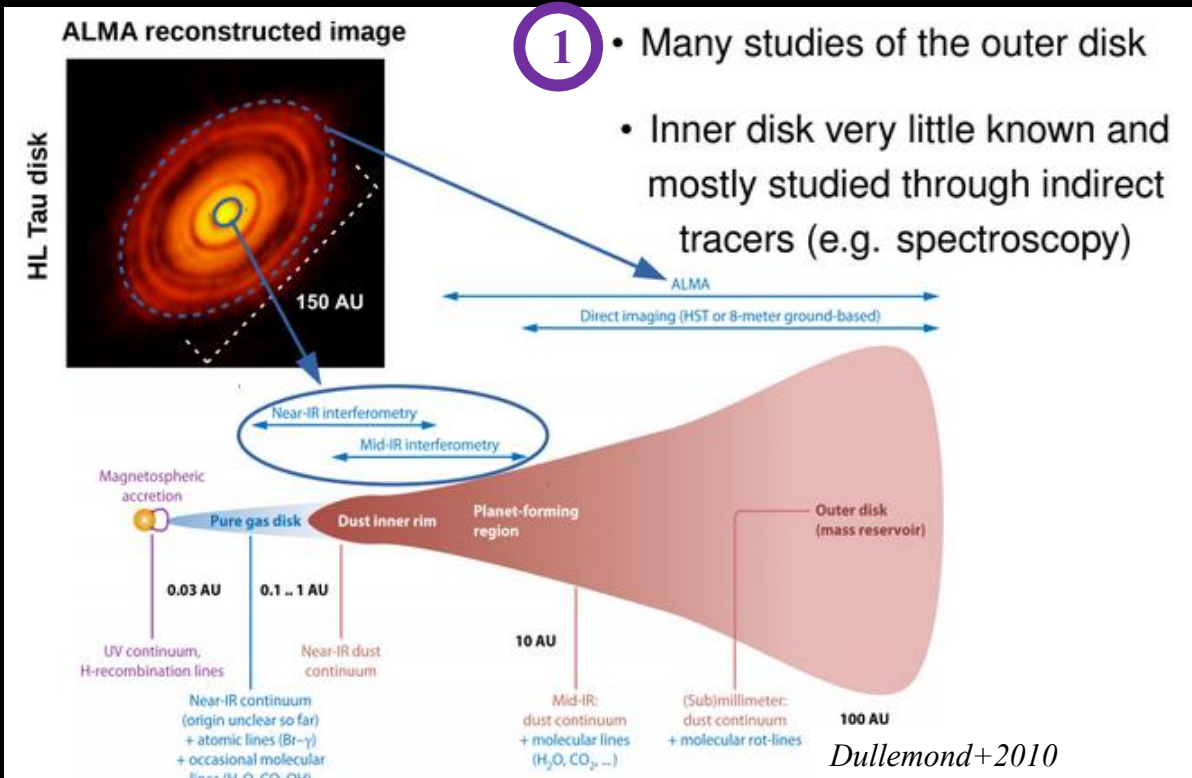 ALMA reconstructed image
HL Tau disk
150 AU
1
• Many studies of the outer disk
• Inner disk very little known and
mostly studied through indirect
tracers (e.g. spectroscopy)
ALMA
Direct imaging (HST or 8-meter ground-based)
Near-IR interferometry
Mid-IR interferometry
Magnetospheric
accretion
Pure gas disk
Dust inner rim
Planet-forming
region
Outer disk
(mass reservoir)
0.03 AU
0.1 .. 1 AU
10 AU
100 AU
UV continuum,
H-recombination lines
Near-IR continuum
(origin unclear so far)
+ atomic lines (Br-γ)
+ occasional molecular
lines (H₂O, CO, OH)
Near-IR dust
continuum
Mid-IR:
dust continuum
+ molecular lines
(H₂O, CO₂, ...)
(Sub)millimeter:
dust continuum
+ molecular rot-lines
Dullemond+2010